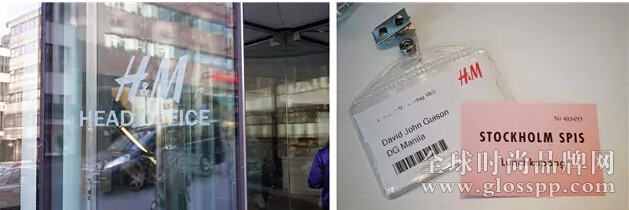 H&M
HEAD OFFICE
H&M
David John Guison
DG Manila
Nº 403493
STOCKHOLM SPIS
全球时尚品牌网
www.glosspp.com